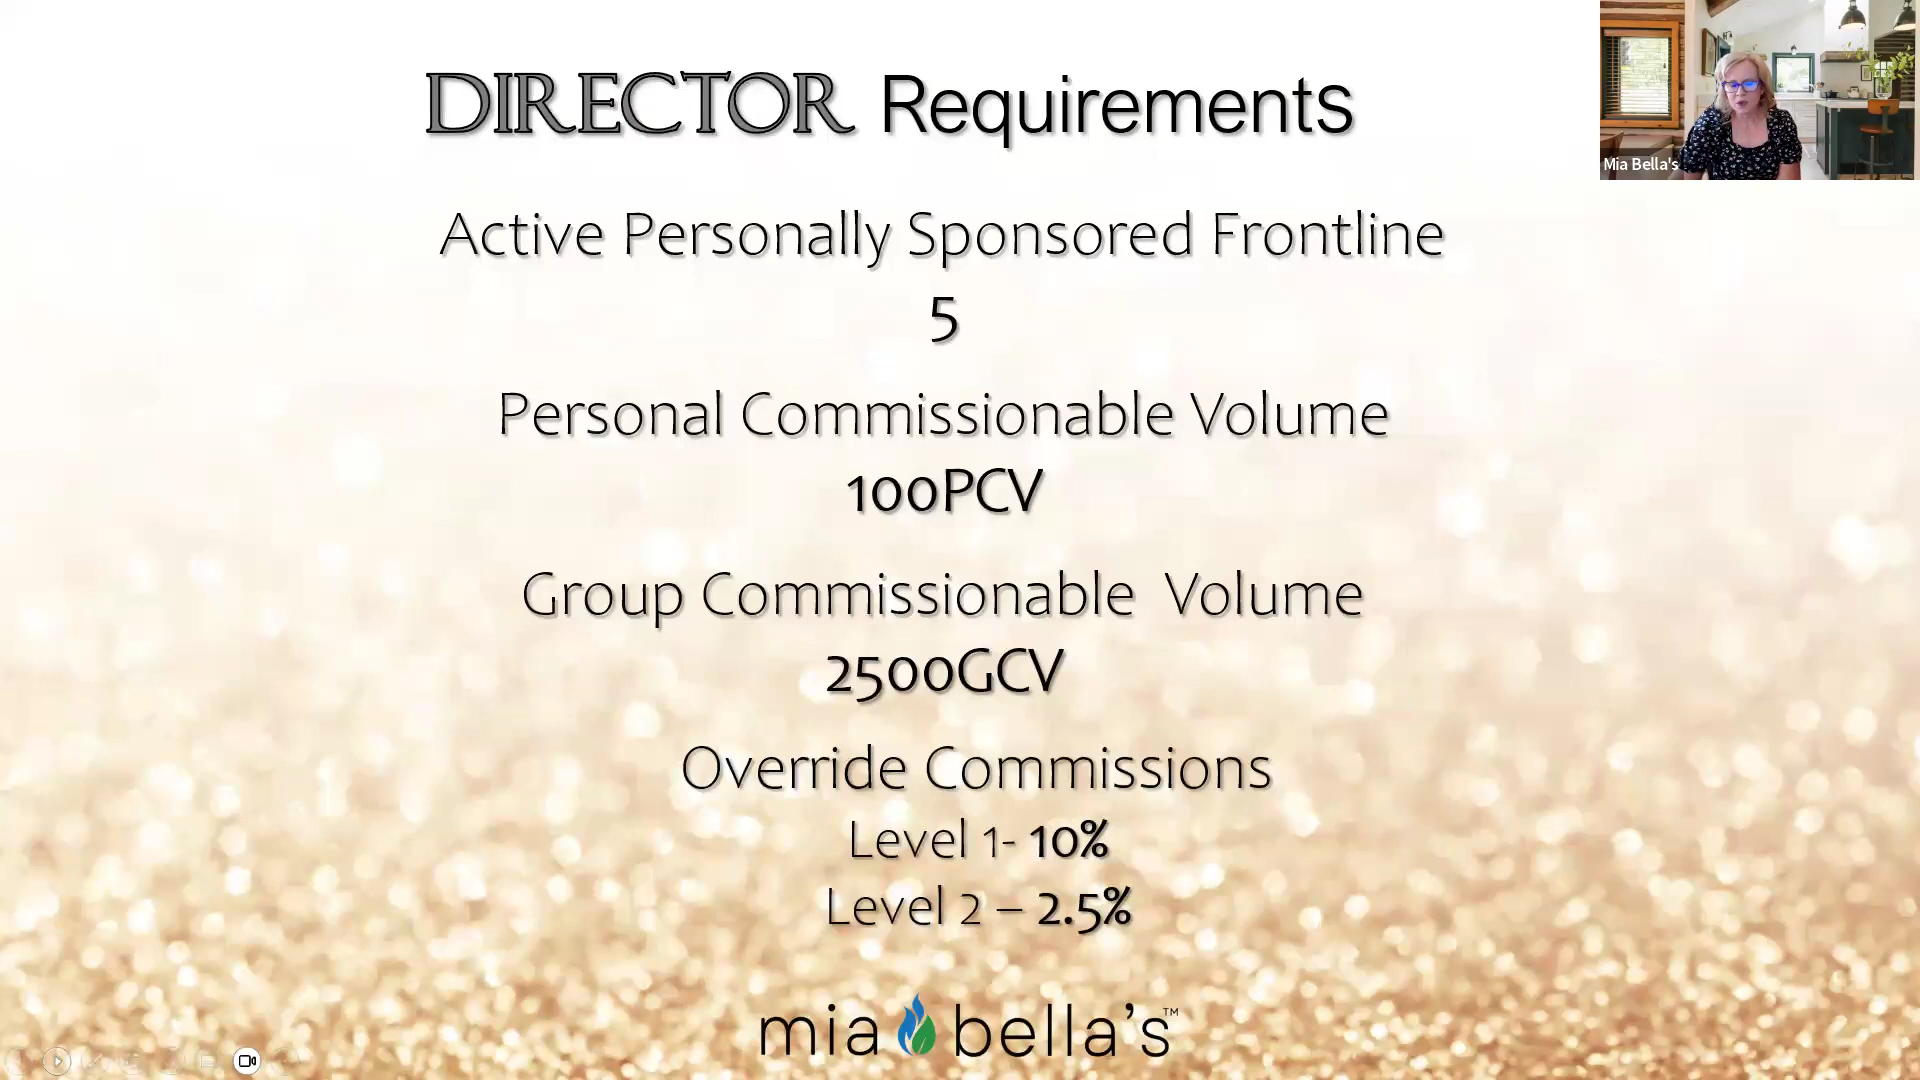 DIRECTOR Requirements
Mia Bella's
Active Personally Sponsored Frontline
5
Personal Commissionable Volume
100PCV
Group Commissionable  Volume
2500GCV
Override Commissions
Level 1- 10%
Level 2 – 2.5%
mia bella's™